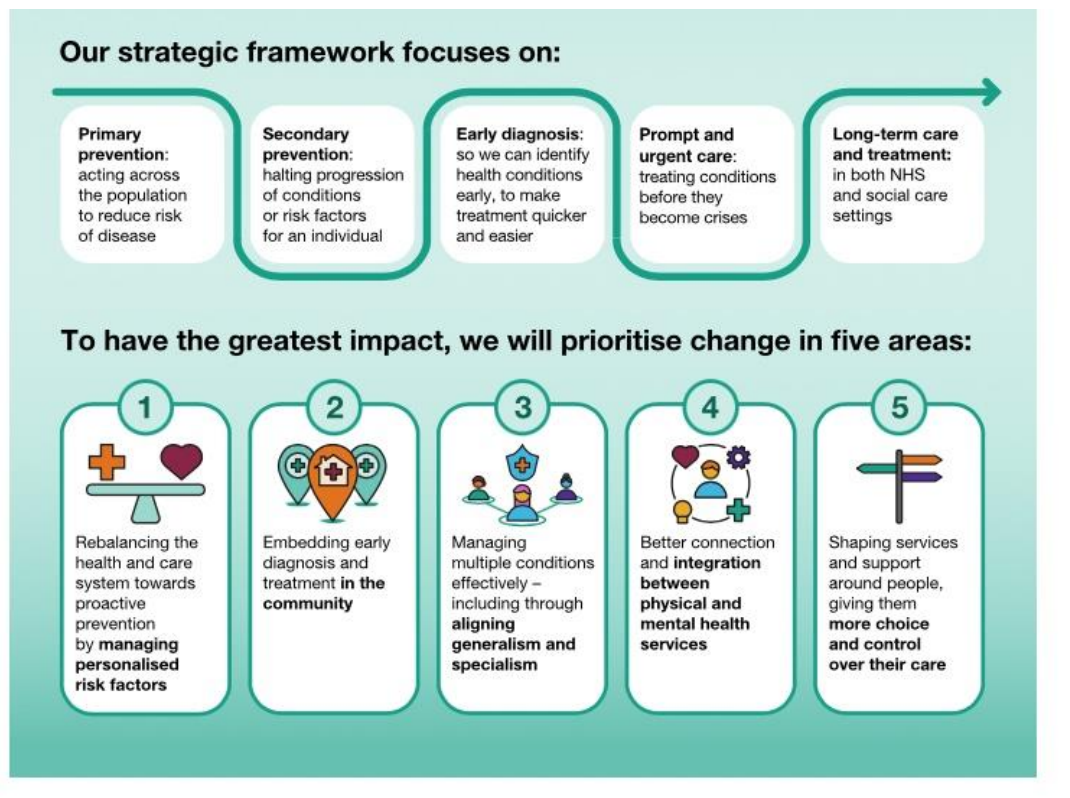 Our strategic framework focuses on:
Primary
prevention:
acting across
the population
to reduce risk
of disease
Secondary
prevention:
halting progression
of conditions
or risk factors
for an individual
Early diagnosis:
so we can identify
health conditions
early, to make
treatment quicker
and easier
Prompt and
urgent care:
treating conditions
before they
become crises
Long-term care
and treatment:
in both NHS
and social care
settings
To have the greatest impact, we will prioritise change in five areas:
1
Rebalancing the
health and care
system towards
proactive
prevention
by managing
personalised
risk factors
2
Embedding early
diagnosis and
treatment in the
community
3
Managing
multiple conditions
effectively –
including through
aligning
generalism and
specialism
4
Better connection
and integration
between
physical and
mental health
services
5
Shaping services
and support
around people,
giving them
more choice
and control
over their care